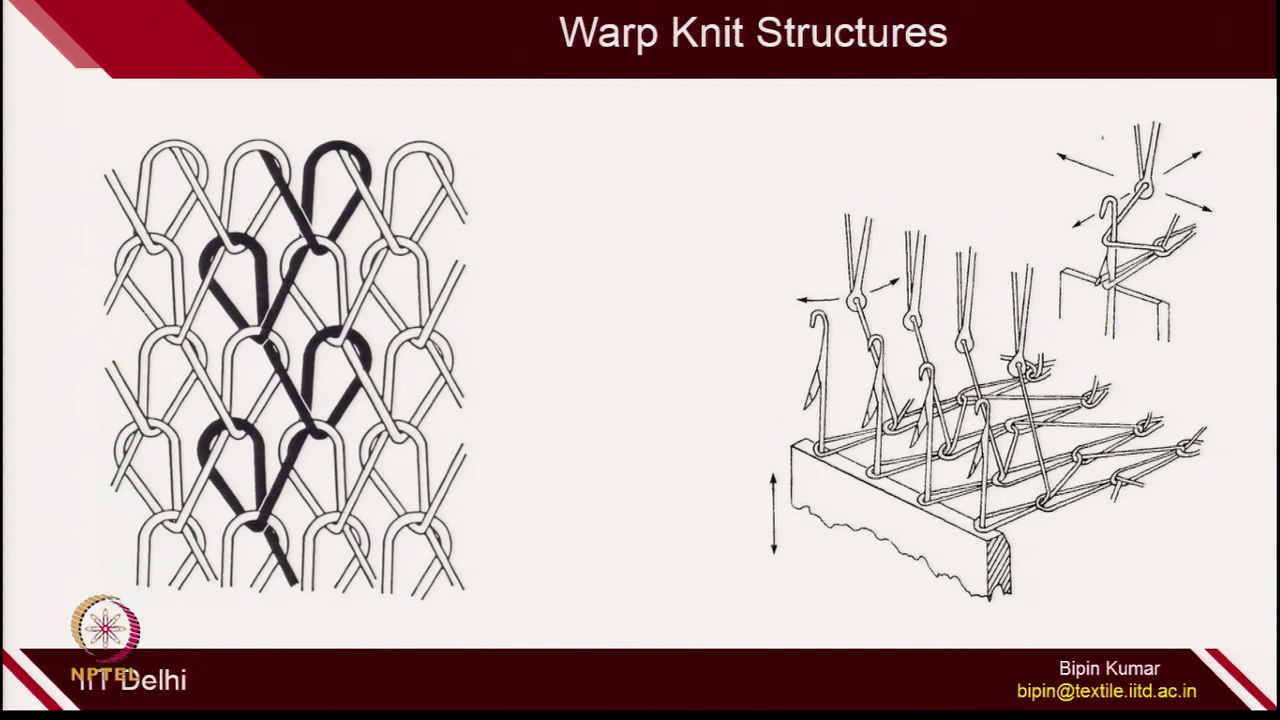 Warp Knit Structures
NPTEL
IIT Delhi
Bipin Kumar
bipin@textile.iitd.ac.in